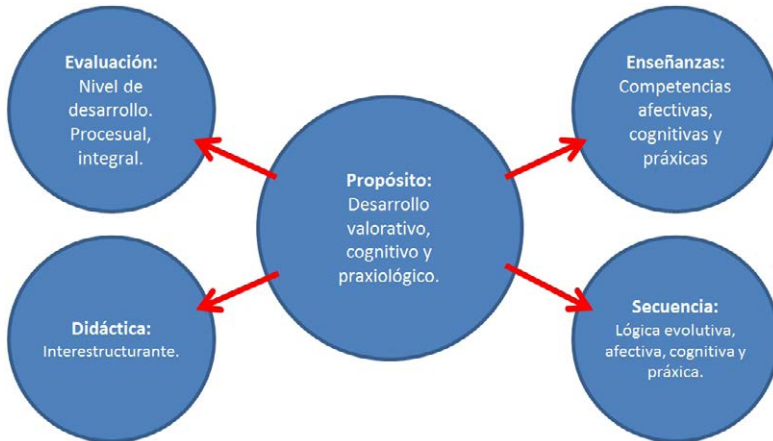 Evaluación:
Nivel de
desarrollo.
Procesual,
integral.
Enseñanzas:
Competencias
afectivas,
cognitivas y
práxicas
Propósito:
Desarrollo
valorativo,
cognitivo y
praxiológico.
Didáctica:
Interestructurante.
Secuencia:
Lógica evolutiva,
afectiva, cognitiva y
práxica.